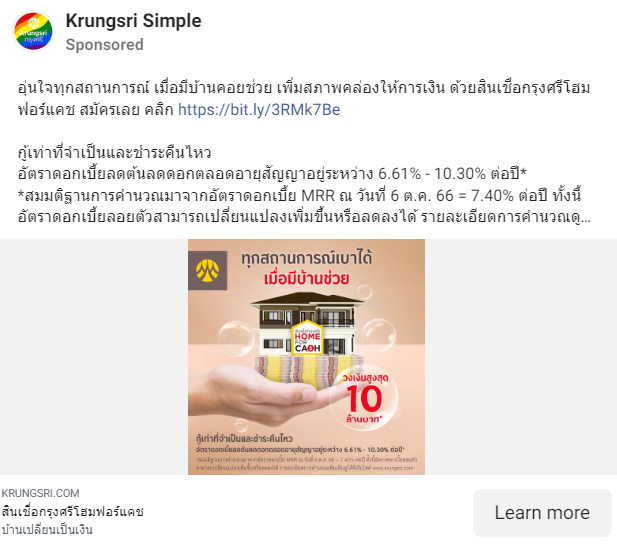 Krungsri Simple
Sponsored
อุ่นใจทุกสถานการณ์ เมื่อมีบ้านคอยช่วย เพิ่มสภาพคล่องให้การเงิน ด้วยสินเชื่อกรุงศรีโฮม
ฟอร์แคช สมัครเลย คลิก https://bit.ly/3RMk7Be
กู้เท่าที่จำเป็นและชำระคืนไหว
อัตราดอกเบี้ยลดต้นลดดอกตลอดอายุสัญญาอยู่ระหว่าง 6.61% - 10.30% ต่อปี*
*สมมติฐานการคำนวณมาจากอัตราดอกเบี้ย MRR ณ วันที่ 6 ต.ค. 66 = 7.40% ต่อปี ทั้งนี้
อัตราดอกเบี้ยลอยตัวสามารถเปลี่ยนแปลงเพิ่มขึ้นหรือลดลงได้ รายละเอียดการคำนวณดู...
ทุกสถานการณ์เบาได้
เมื่อมีบ้านช่วย
สินเชื่อกรุงศรี
HOME
FOR
CASH
วงเงินสูงสุด
10
ล้านบาท*
กู้เท่าที่จำเป็นและชำระคืนไหว
อัตราดอกเบี้ยลดต้นลดดอกตลอดอายุสัญญาอยู่ระหว่าง 6.61% - 10.30% ต่อปี*
KRUNGSRI.COM
สินเชื่อกรุงศรีโฮมฟอร์แคช
บ้านเปลี่ยนเป็นเงิน
Learn more